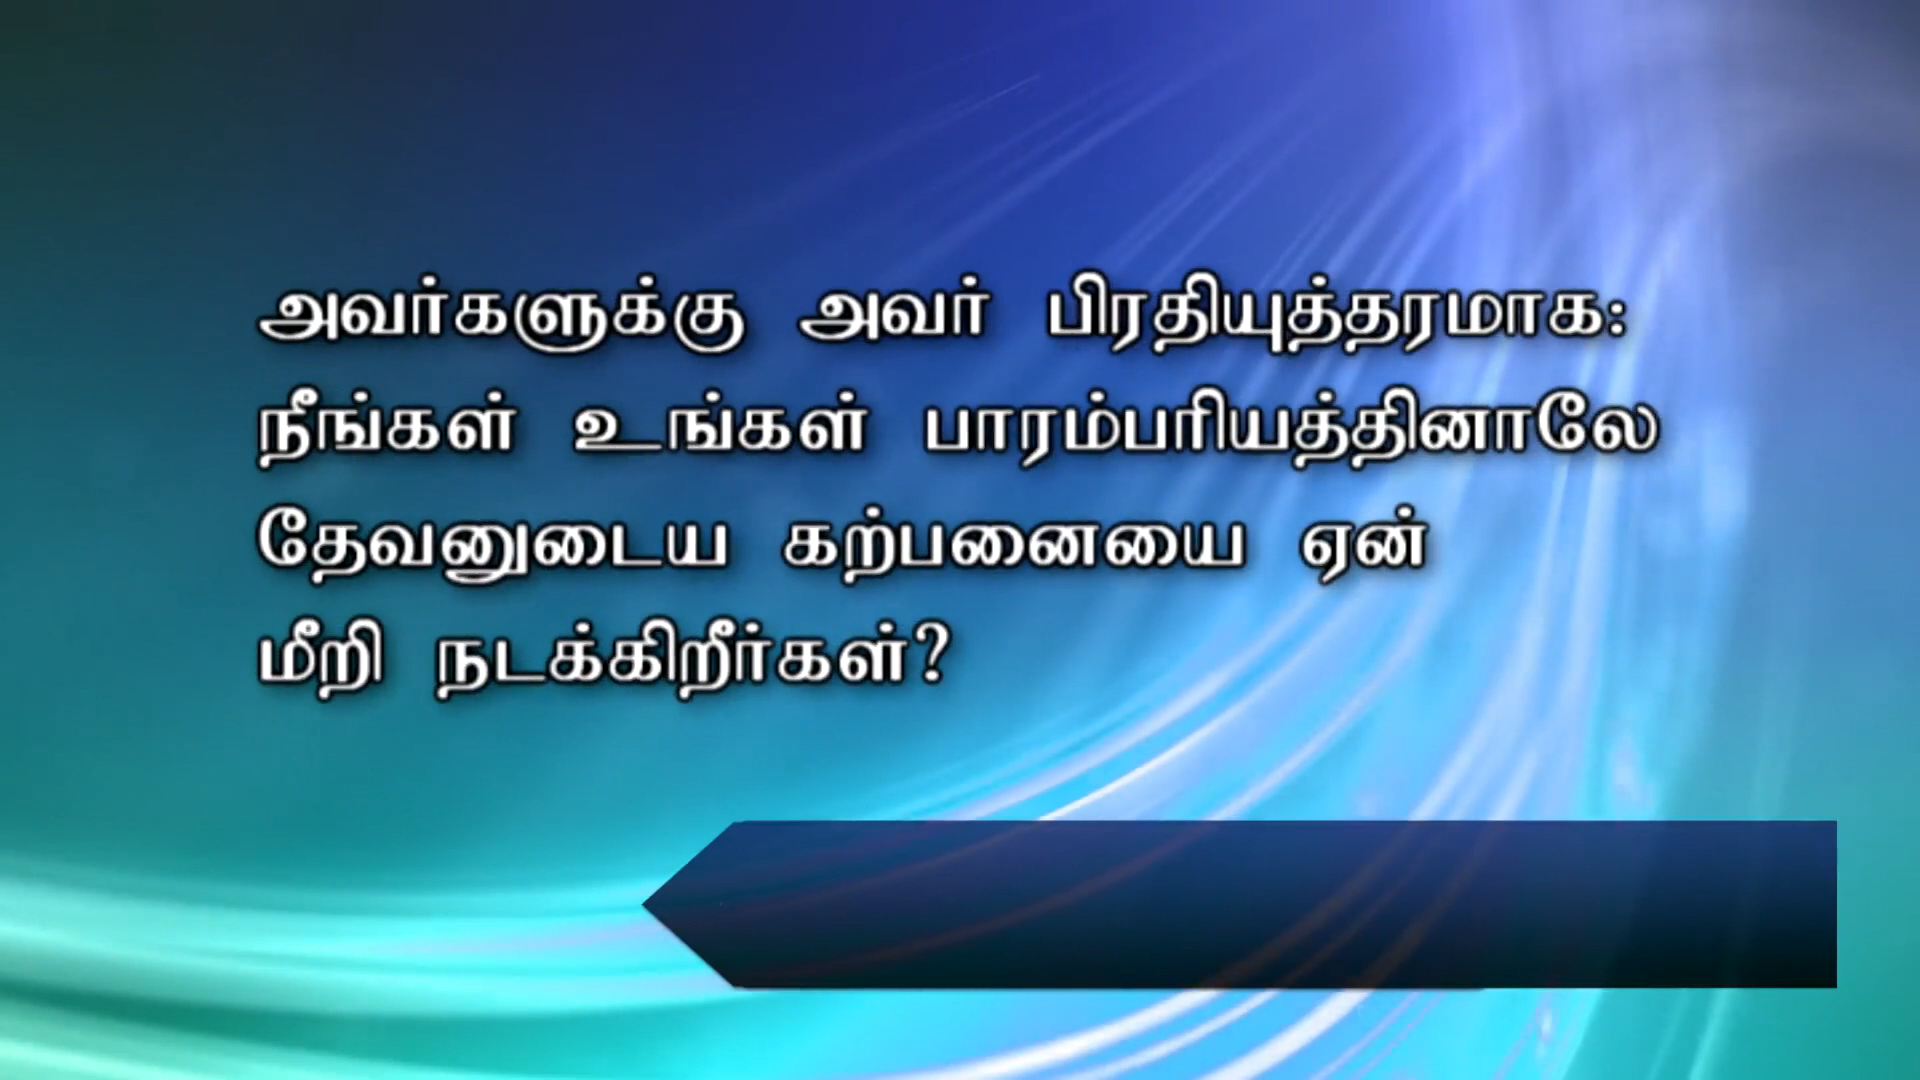 அவர்களுக்கு அவர் பிரதியுத்தரமாக:
நீங்கள் உங்கள் பாரம்பரியத்தினாலே
தேவனுடைய கற்பனையை ஏன்
மீறி நடக்கிறீர்கள்?